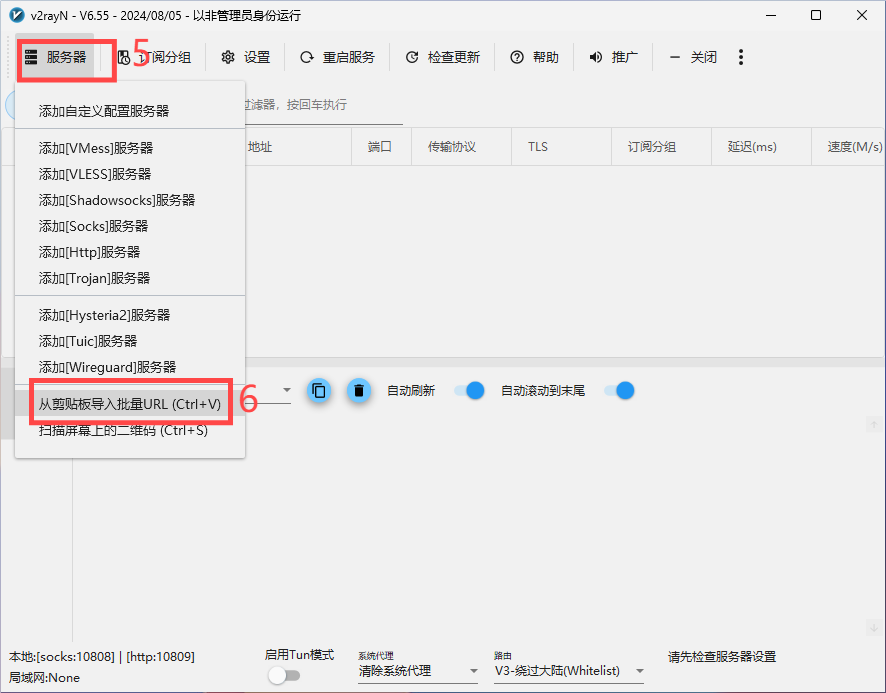 v2rayN - V6.55 - 2024/08/05 - 以非管理员身份运行
服务器 5 订阅分组 设置 重启服务 检查更新 帮助 推广 关闭
添加自定义配置服务器
过滤器，按回车执行
地址 端口 传输协议 TLS 订阅分组 延迟(ms) 速度(M/s)
添加[VMess]服务器
添加[VLESS]服务器
添加[Shadowsocks]服务器
添加[Socks]服务器
添加[Http]服务器
添加[Trojan]服务器
添加[Hysteria2]服务器
添加[Tuic]服务器
添加[Wireguard]服务器
自动刷新 自动滚动到末尾
从剪贴板导入批量URL (Ctrl+V) 6
扫描屏幕上的二维码 (Ctrl+S)
本地:[socks:10808] | [http:10809]
局域网:None
启用Tun模式
系统代理
清除系统代理
路由
V3-绕过大陆(Whitelist)
请先检查服务器设置